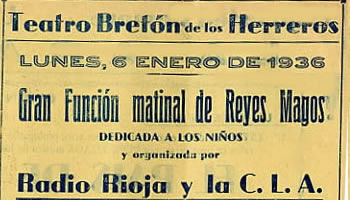 Teatro Bretón de los Herreros
LUNES, 6 ENERO DE 1936
Gran Función matinal de Reyes Magos
DEDICADA A LOS NIÑOS
y organizada por
Radio Rioja y la C. L. A.